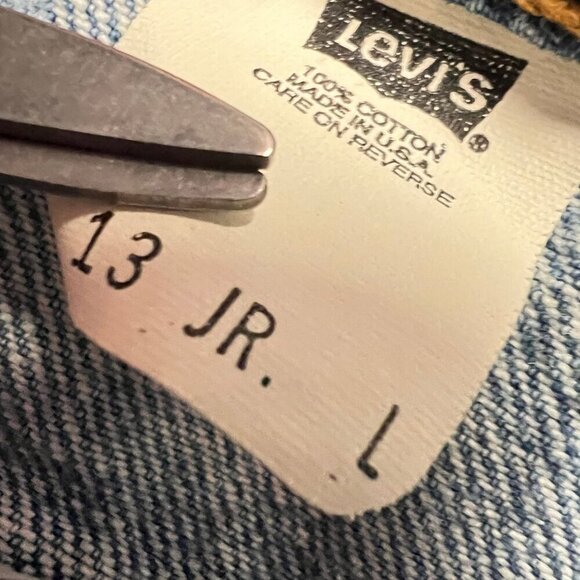 Levi's®
100% COTTON
MADE IN U.S.A.
CARE ON REVERSE
13 JR. L